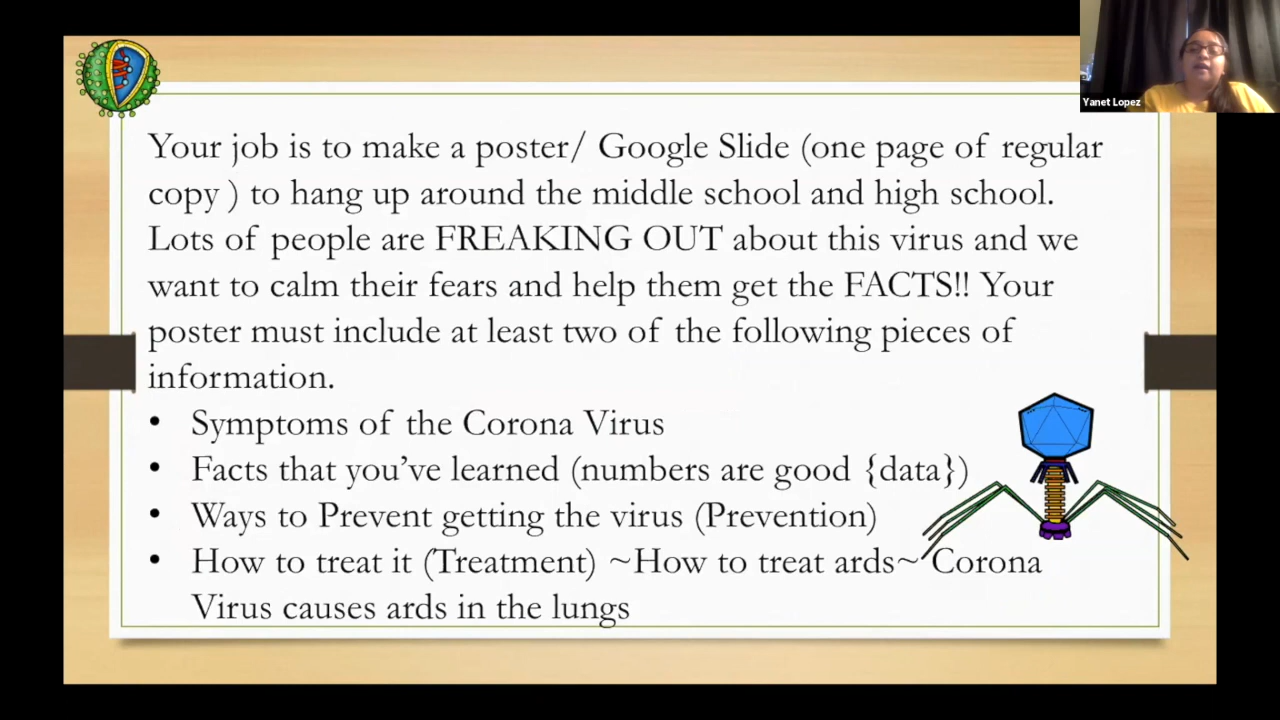 Yanet Lopez
Your job is to make a poster/ Google Slide (one page of regular
copy ) to hang up around the middle school and high school.
Lots of people are FREAKING OUT about this virus and we
want to calm their fears and help them get the FACTS!! Your
poster must include at least two of the following pieces of
information.
• Symptoms of the Corona Virus
• Facts that you’ve learned (numbers are good {data})
• Ways to Prevent getting the virus (Prevention)
• How to treat it (Treatment) ~How to treat ards~ Corona
Virus causes ards in the lungs